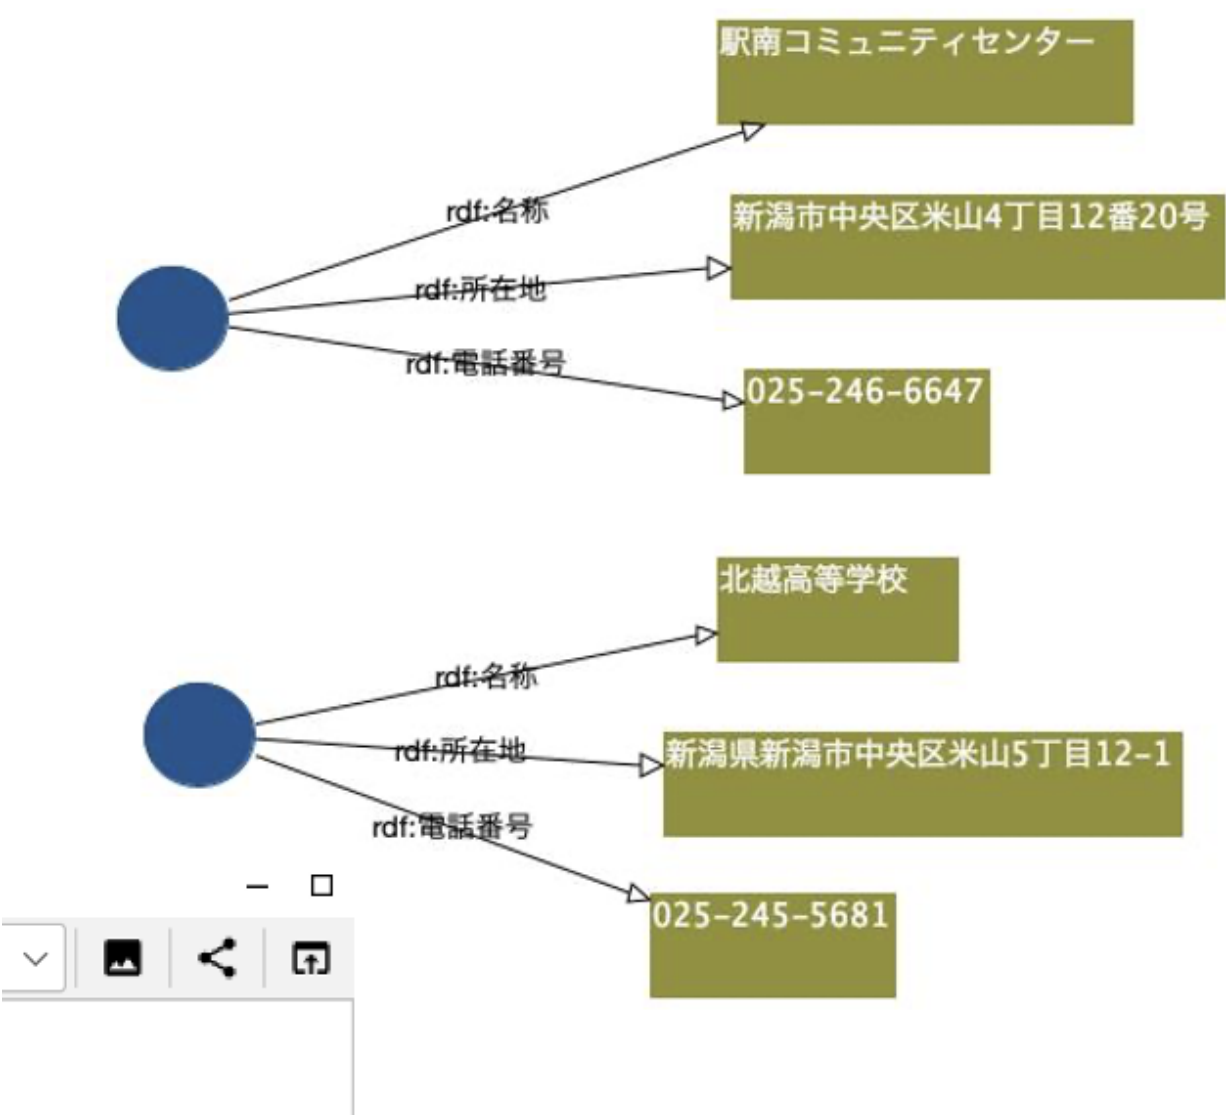 駅南コミュニティセンター
rdf:名称
新潟市中央区米山4丁目12番20号
rdf:所在地
rdf:電話番号
025-246-6647
北越高等学校
rdf:名称
rdf:所在地
新潟県新潟市中央区米山5丁目12-1
rdf:電話番号
025-245-5681